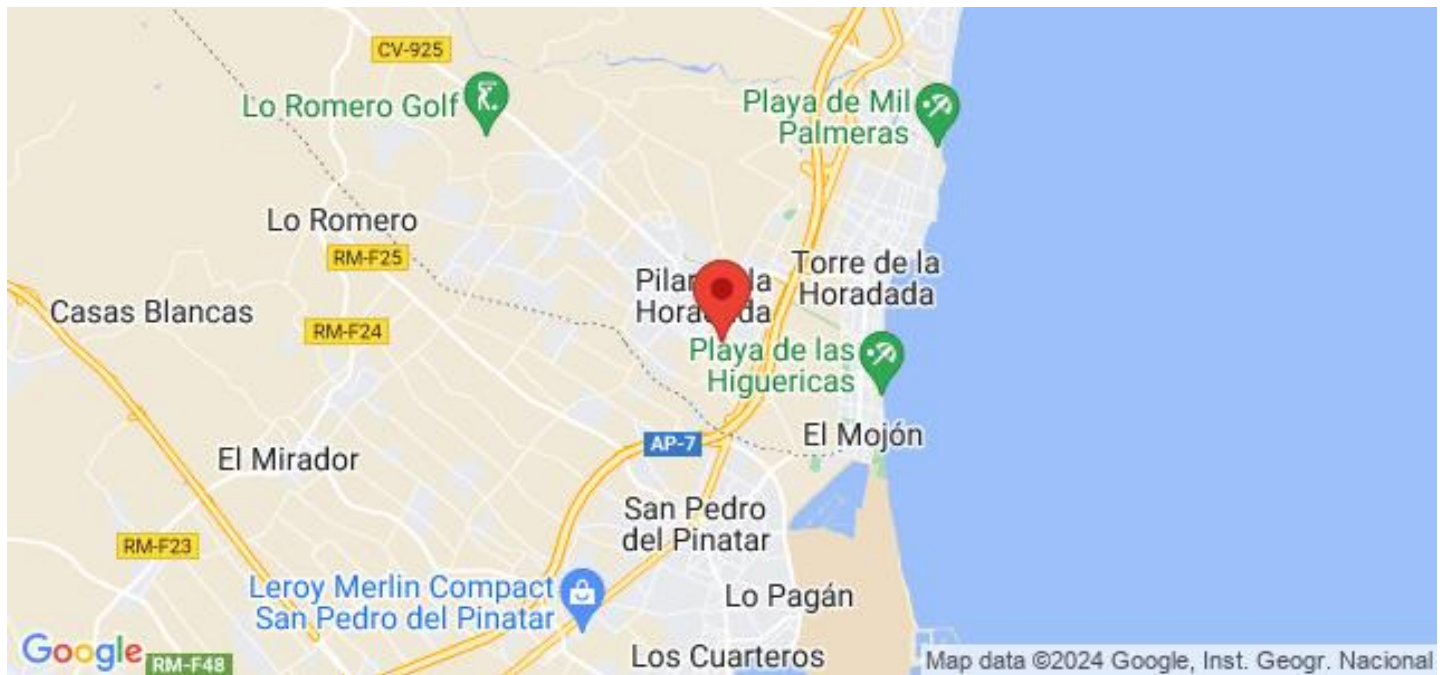 CV-925
Lo Romero Golf
Playa de Mil
Palmeras
Lo Romero
RM-F25
Torre de la
Horadada
Casas Blancas
RM-F24
Playa de las
Higuericas
AP-7
El Mojón
El Mirador
San Pedro
del Pinatar
RM-F23
Leroy Merlin Compact
San Pedro del Pinatar
Lo Pagán
Los Cuarteros
Google
RM-F48
Map data ©2024 Google, Inst. Geogr. Nacional